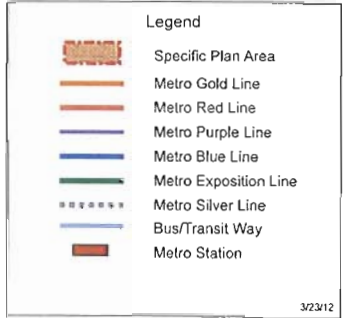 Legend
Specific Plan Area
Metro Gold Line
Metro Red Line
Metro Purple Line
Metro Blue Line
Metro Exposition Line
Metro Silver Line
Bus/Transit Way
Metro Station
3/23/12